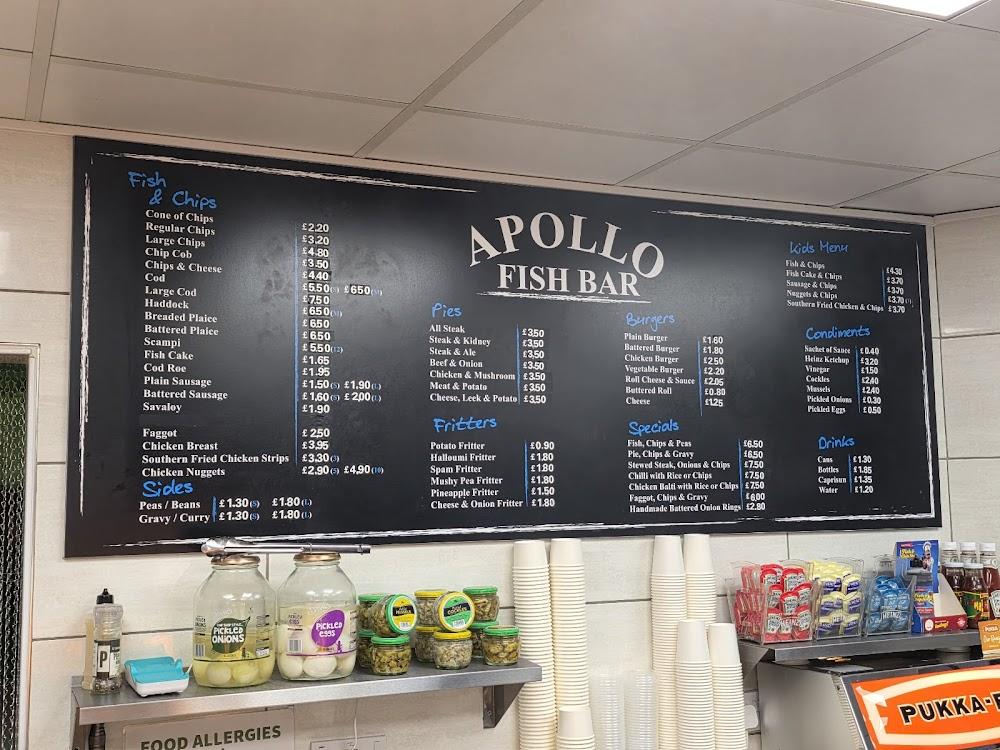 APOLLO
FISH BAR
Fish
& Chips
Cone of Chips £2.20
Regular Chips £3.20
Large Chips £4.80
Chip Cob £3.50
Chips & Cheese £4.40
Cod £5.50(S) £6.50(M)
Large Cod £7.50
Haddock £6.50(M)
Breaded Plaice £6.50
Battered Plaice £6.50
Scampi £5.50(12)
Fish Cake £1.65
Cod Roe £1.95
Plain Sausage £1.50(S) £1.90(L)
Battered Sausage £1.60(S) £2.00(L)
Savaloy £1.90
Faggot £2.50
Chicken Breast £3.95
Southern Fried Chicken Strips £3.30(3)
Chicken Nuggets £2.90(5) £4.90(10)
Sides
Peas / Beans £1.30(S) £1.80(L)
Gravy / Curry £1.30(S) £1.80(L)
Pies
All Steak £3.50
Steak & Kidney £3.50
Steak & Ale £3.50
Beef & Onion £3.50
Chicken & Mushroom £3.50
Meat & Potato £3.50
Cheese, Leek & Potato £3.50
Fritters
Potato Fritter £0.90
Halloumi Fritter £1.80
Spam Fritter £1.80
Mushy Pea Fritter £1.80
Pineapple Fritter £1.50
Cheese & Onion Fritter £1.80
Burgers
Plain Burger £1.60
Battered Burger £1.80
Chicken Burger £2.50
Vegetable Burger £2.20
Roll Cheese & Sauce £2.05
Buttered Roll £0.80
Cheese £1.25
Specials
Fish, Chips & Peas £6.50
Pie, Chips & Gravy £6.50
Stewed Steak, Onions & Chips £7.50
Chilli with Rice or Chips £7.50
Chicken Balti with Rice or Chips £7.50
Faggot, Chips & Gravy £6.00
Handmade Battered Onion Rings £2.80
Kids Menu
Fish & Chips £4.30
Fish Cake & Chips £3.70
Sausage & Chips £3.70
Nuggets & Chips £3.70
Southern Fried Chicken & Chips £3.70
Condiments
Sachet of Sauce £0.40
Heinz Ketchup £3.20
Vinegar £1.50
Cockles £2.40
Mussels £2.40
Pickled Onions £0.30
Pickled Eggs £0.50
Drinks
Cans £1.30
Bottles £1.85
Caprisun £1.35
Water £1.20
P
PICKLED
ONIONS
PICKLED
EGGS
MUSSELS
COCKLES
HEINZ
FOOD ALLERGIES
PUKKA-